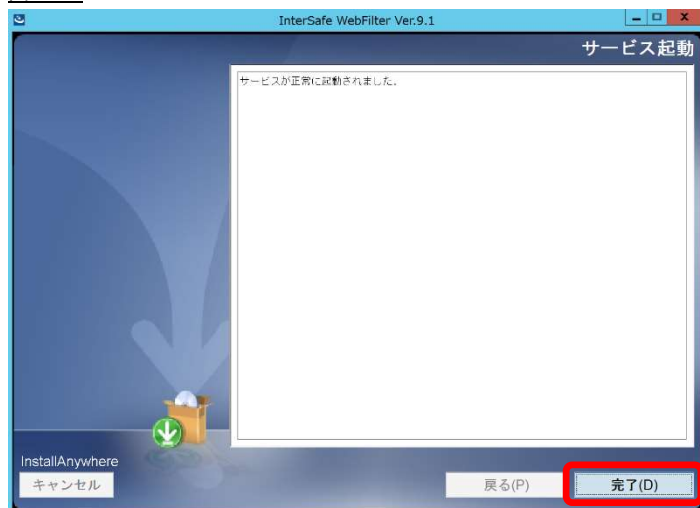 InterSafe WebFilter Ver.9.1
サービス起動
サービスが正常に起動されました。
InstallAnywhere
キャンセル
戻る(P)
完了(D)